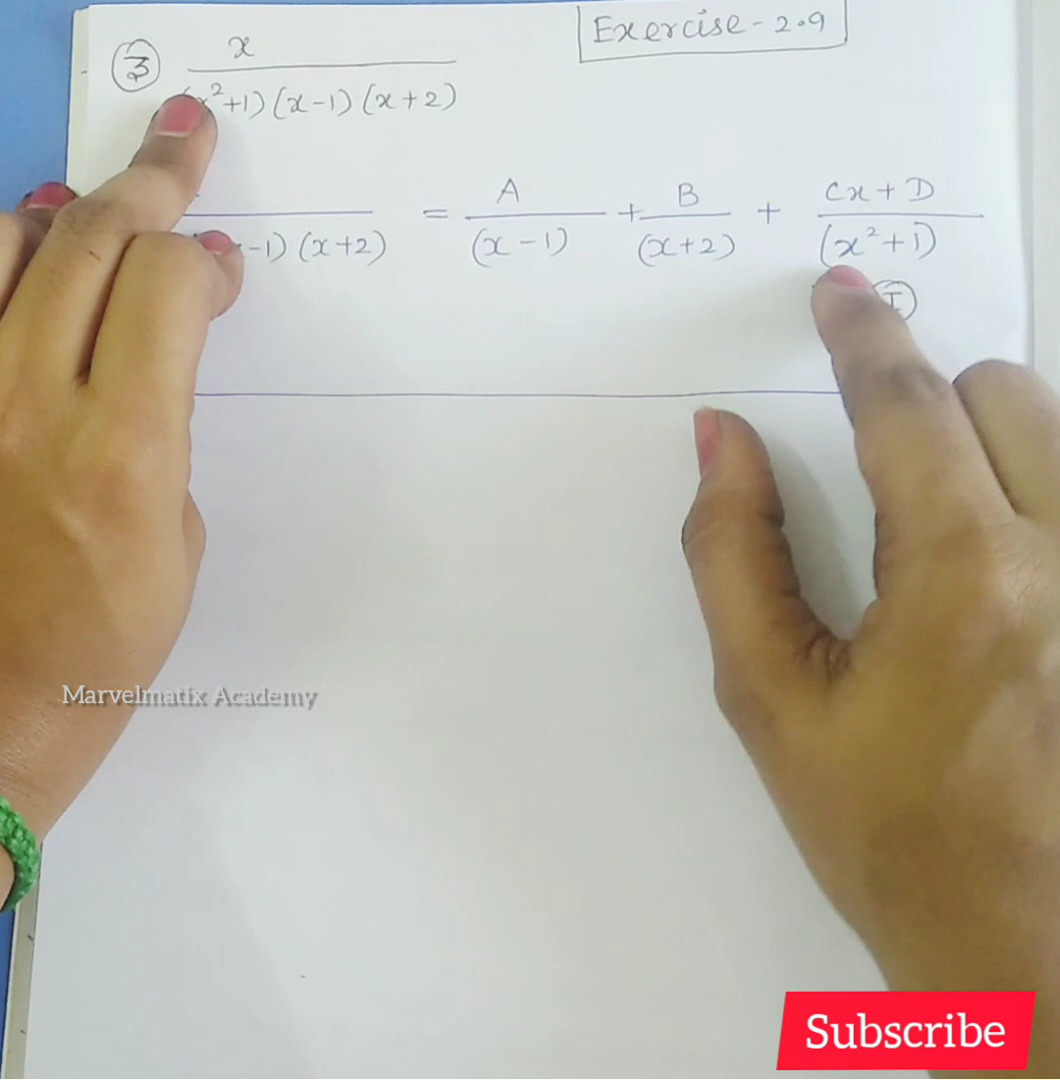 Exercise - 2.9
③ x
x²+1) (x-1) (x+2)
A B Cx + D
-1) (x+2) = (x-1) + (x+2) + (x²+1)
I
Marvelmatix Academy
Subscribe